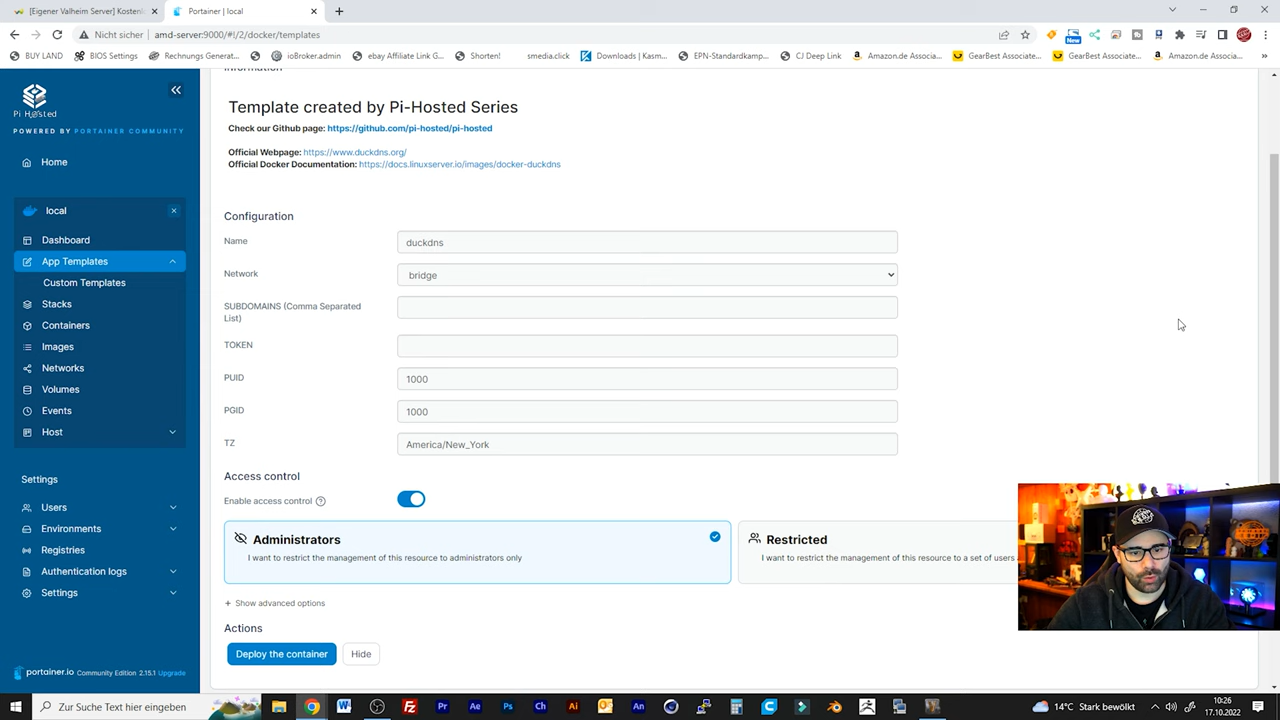 [Eigener Valheim Server] Kostenl
Portainer | local
Nicht sicher | amd-server:9000/#!/2/docker/templates
BUY LAND
BIOS Settings
Rechnungs Generat...
ioBroker.admin
ebay Affiliate Link G...
Shorten!
smedia.click
Downloads | Kasm...
EPN-Standardkamp...
CJ Deep Link
Amazon.de Associat...
GearBest Associate...
GearBest Associate...
Amazon.de Associat...
New
Pi H sted
POWERED BY PORTAINER COMMUNITY
Home
local
Dashboard
App Templates
Custom Templates
Stacks
Containers
Images
Networks
Volumes
Events
Host
Settings
Users
Environments
Registries
Authentication logs
Settings
portainer.io Community Edition 2.15.1 Upgrade
Information
Template created by Pi-Hosted Series
Check our Github page: https://github.com/pi-hosted/pi-hosted
Official Webpage: https://www.duckdns.org/
Official Docker Documentation: https://docs.linuxserver.io/images/docker-duckdns
Configuration
Name
duckdns
Network
bridge
SUBDOMAINS (Comma Separated
List)
TOKEN
PUID
1000
PGID
1000
TZ
America/New_York
Access control
Enable access control
Administrators
I want to restrict the management of this resource to administrators only
Restricted
I want to restrict the management of this resource to a set of users
+ Show advanced options
Actions
Deploy the container
Hide
Zur Suche Text hier eingeben
14°C Stark bewölkt
10:26
17.10.2022